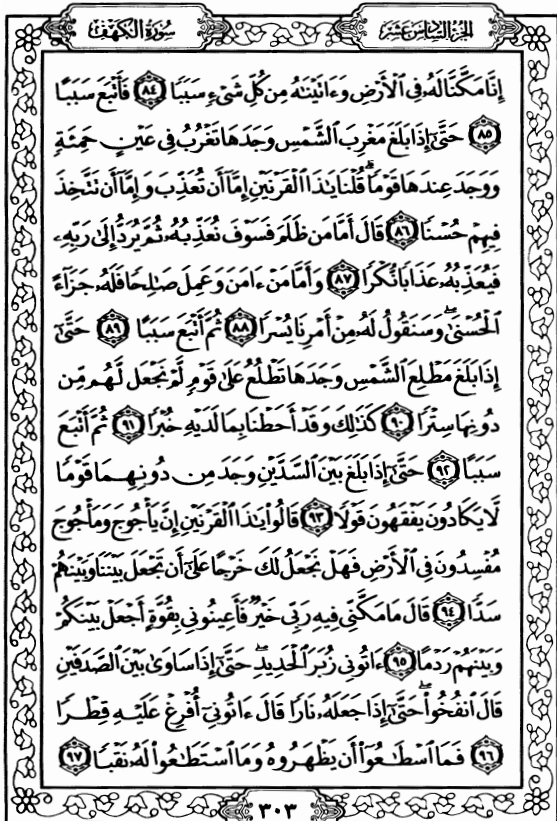 الجزء السادس عشر
سورة الكهف
إِنَّا مَكَّنَّا لَهُۥ فِى ٱلْأَرْضِ وَءَاتَيْنَـٰهُ مِن كُلِّ شَىْءٍ سَبَبًا ٨٤ فَأَتْبَعَ سَبَبًا
٨٥ حَتَّىٰٓ إِذَا بَلَغَ مَغْرِبَ ٱلشَّمْسِ وَجَدَهَا تَغْرُبُ فِى عَيْنٍ حَمِئَةٍ
وَوَجَدَ عِندَهَا قَوْمًا ۗ قُلْنَا يَـٰذَا ٱلْقَرْنَيْنِ إِمَّآ أَن تُعَذِّبَ وَإِمَّآ أَن تَتَّخِذَ
فِيهِمْ حُسْنًا ٨٦ قَالَ أَمَّا مَن ظَلَمَ فَسَوْفَ نُعَذِّبُهُۥ ثُمَّ يُرَدُّ إِلَىٰ رَبِّهِۦ
فَيُعَذِّبُهُۥ عَذَابًا نُّكْرًا ٨٧ وَأَمَّا مَنْ ءَامَنَ وَعَمِلَ صَـٰلِحًا فَلَهُۥ جَزَآءً
ٱلْحُسْنَىٰ ۖ وَسَنَقُولُ لَهُۥ مِنْ أَمْرِنَا يُسْرًا ٨٨ ثُمَّ أَتْبَعَ سَبَبًا ٨٩ حَتَّىٰٓ
إِذَا بَلَغَ مَطْلِعَ ٱلشَّمْسِ وَجَدَهَا تَطْلُعُ عَلَىٰ قَوْمٍ لَّمْ نَجْعَل لَّهُم مِّن
دُونِهَا سِتْرًا ٩٠ كَذَٰلِكَ وَقَدْ أَحَطْنَا بِمَا لَدَيْهِ خُبْرًا ٩١ ثُمَّ أَتْبَعَ
سَبَبًا ٩٢ حَتَّىٰٓ إِذَا بَلَغَ بَيْنَ ٱلسَّدَّيْنِ وَجَدَ مِن دُونِهِمَا قَوْمًا
لَّا يَكَادُونَ يَفْقَهُونَ قَوْلًا ٩٣ قَالُوا۟ يَـٰذَا ٱلْقَرْنَيْنِ إِنَّ يَأْجُوجَ وَمَأْجُوجَ
مُفْسِدُونَ فِى ٱلْأَرْضِ فَهَلْ نَجْعَلُ لَكَ خَرْجًا عَلَىٰٓ أَن تَجْعَلَ بَيْنَنَا وَبَيْنَهُمْ
سَدًّا ٩٤ قَالَ مَا مَكَّنِّى فِيهِ رَبِّى خَيْرٌ فَأَعِينُونِى بِقُوَّةٍ أَجْعَلْ بَيْنَكُمْ
وَبَيْنَهُمْ رَدْمًا ٩٥ ءَاتُونِى زُبَرَ ٱلْحَدِيدِ ۖ حَتَّىٰٓ إِذَا سَاوَىٰ بَيْنَ ٱلصَّدَفَيْنِ
قَالَ ٱنفُخُوا۟ ۖ حَتَّىٰٓ إِذَا جَعَلَهُۥ نَارًا قَالَ ءَاتُونِىٓ أُفْرِغْ عَلَيْهِ قِطْرًا
٩٦ فَمَا ٱسْطَـٰعُوٓا۟ أَن يَظْهَرُوهُ وَمَا ٱسْتَطَـٰعُوا۟ لَهُۥ نَقْبًا ٩٧
٣٠٣